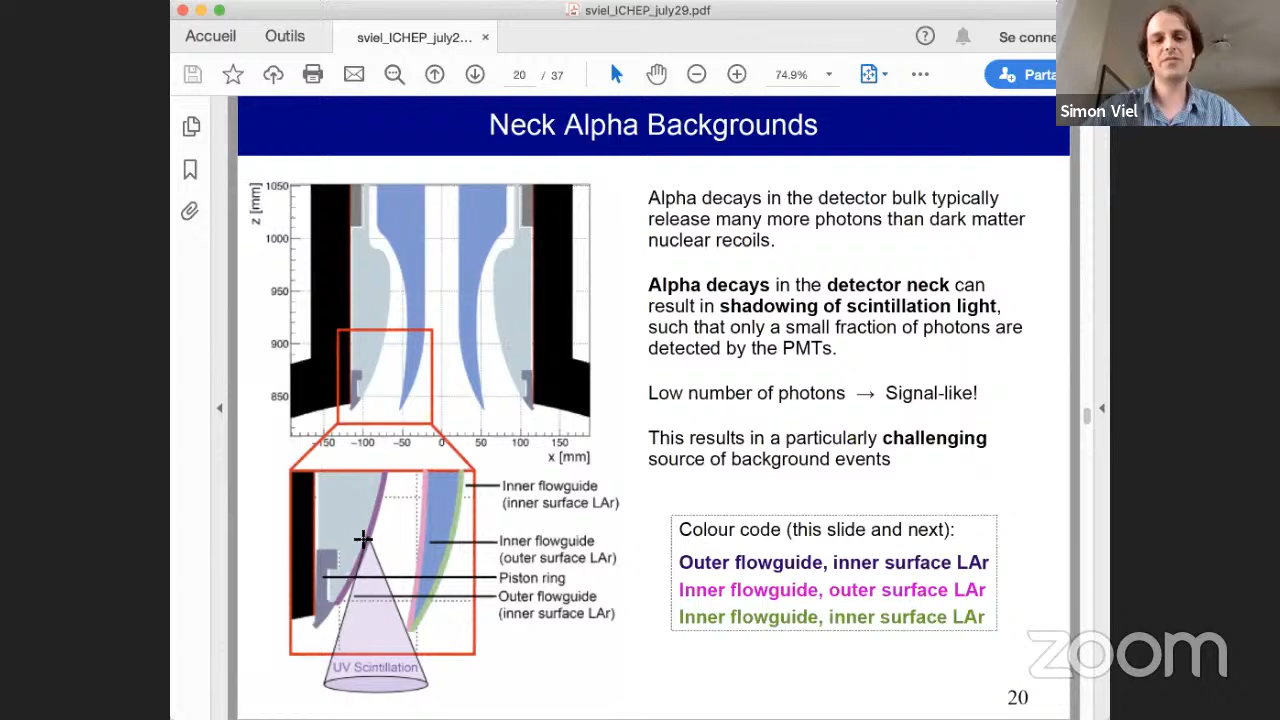 sviel_ICHEP_july29.pdf
Accueil
Outils
sviel_ICHEP_july2... ×
Se conne
20 / 37
74.9%
Parta
Simon Viel
Neck Alpha Backgrounds
z [mm]
1050
1000
950
900
850
−150 −100 −50 0 50 100 150
x [mm]
Inner flowguide
(inner surface LAr)
Inner flowguide
(outer surface LAr)
Piston ring
Outer flowguide
(inner surface LAr)
UV Scintillation
Alpha decays in the detector bulk typically
release many more photons than dark matter
nuclear recoils.
Alpha decays in the detector neck can
result in shadowing of scintillation light,
such that only a small fraction of photons are
detected by the PMTs.
Low number of photons → Signal-like!
This results in a particularly challenging
source of background events
Colour code (this slide and next):
Outer flowguide, inner surface LAr
Inner flowguide, outer surface LAr
Inner flowguide, inner surface LAr
zoom
20